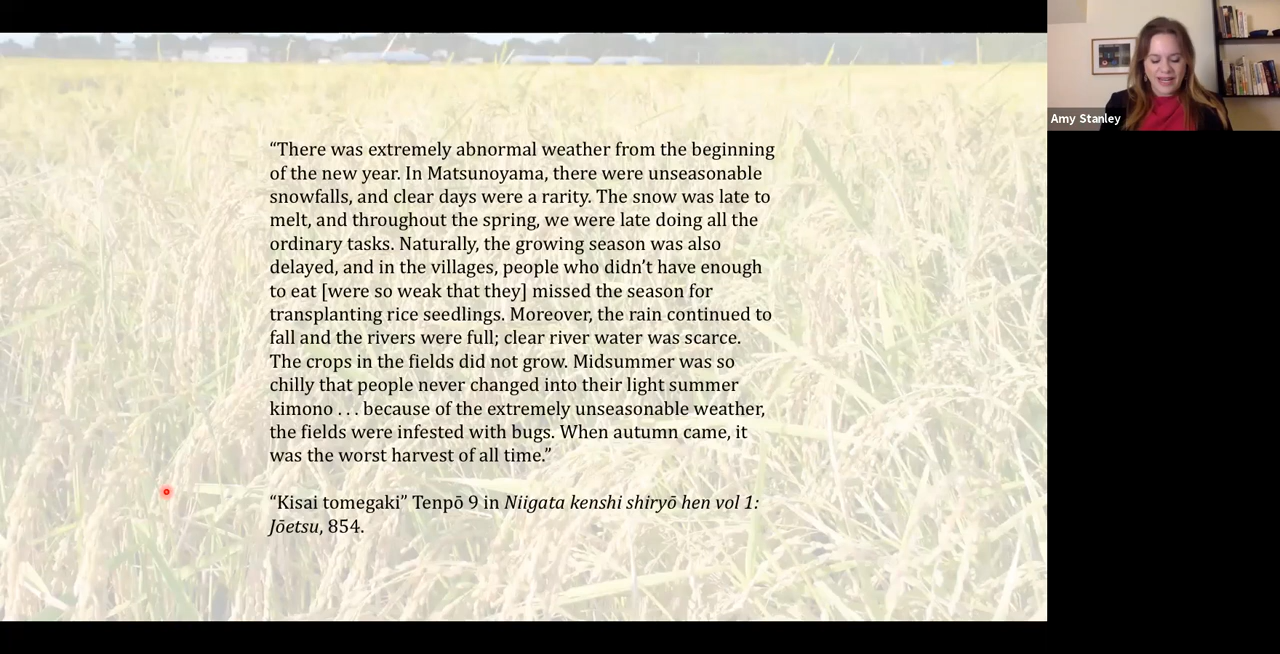 “There was extremely abnormal weather from the beginning
of the new year. In Matsunoyama, there were unseasonable
snowfalls, and clear days were a rarity. The snow was late to
melt, and throughout the spring, we were late doing all the
ordinary tasks. Naturally, the growing season was also
delayed, and in the villages, people who didn’t have enough
to eat [were so weak that they] missed the season for
transplanting rice seedlings. Moreover, the rain continued to
fall and the rivers were full; clear river water was scarce.
The crops in the fields did not grow. Midsummer was so
chilly that people never changed into their light summer
kimono . . . because of the extremely unseasonable weather,
the fields were infested with bugs. When autumn came, it
was the worst harvest of all time.”
“Kisai tomegaki” Tenpō 9 in Niigata kenshi shiryō hen vol 1:
Jōetsu, 854.
Amy Stanley